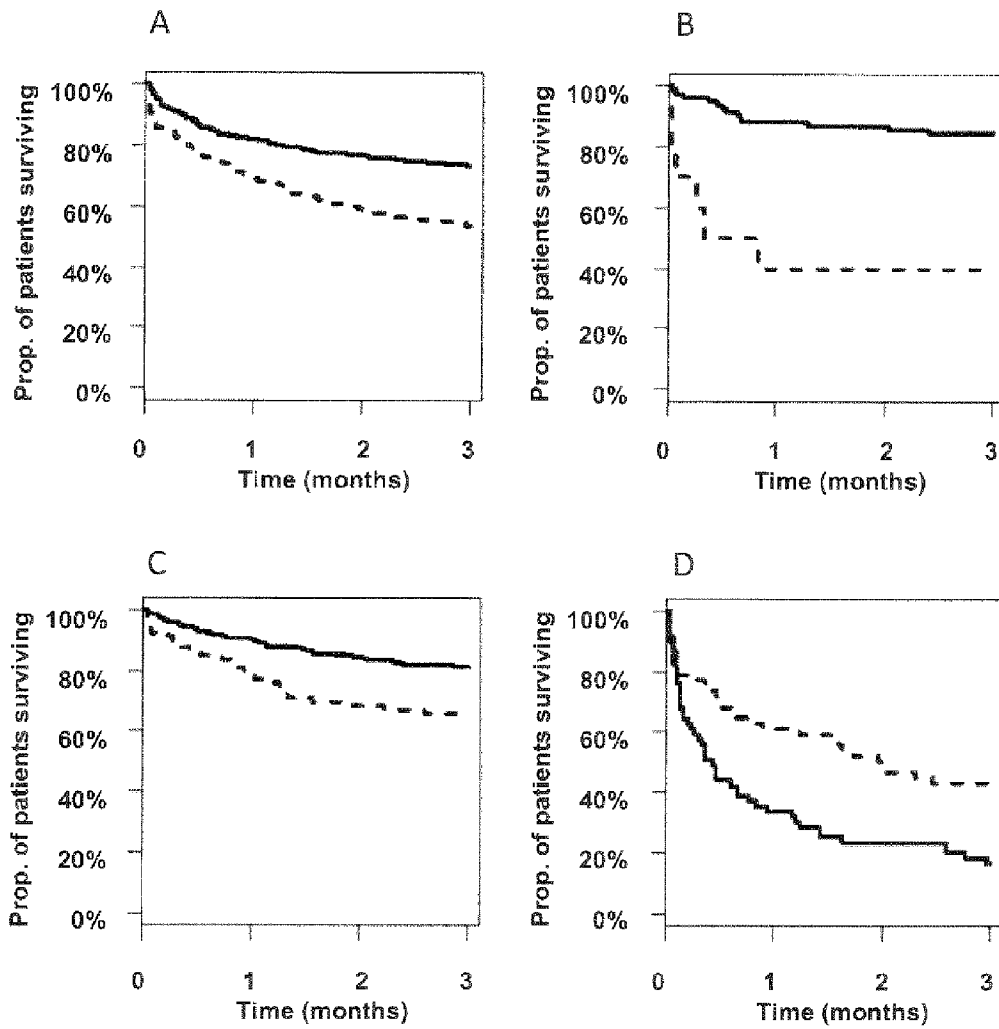 A
Prop. of patients surviving
100%
80%
60%
40%
20%
0%
0 1 2 3
Time (months)
B
Prop. of patients surviving
100%
80%
60%
40%
20%
0%
0 1 2 3
Time (months)
C
Prop. of patients surviving
100%
80%
60%
40%
20%
0%
0 1 2 3
Time (months)
D
Prop. of patients surviving
100%
80%
60%
40%
20%
0%
0 1 2 3
Time (months)